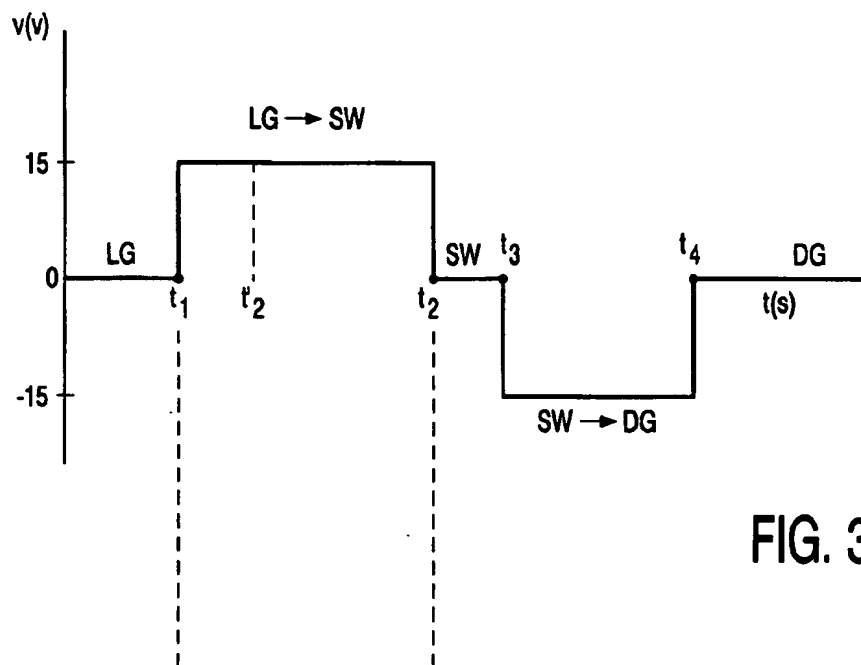 v(v)
LG → SW
15
LG
SW
t3
t4
DG
0
t1
t'2
t2
t(s)
-15
SW → DG
FIG. 3